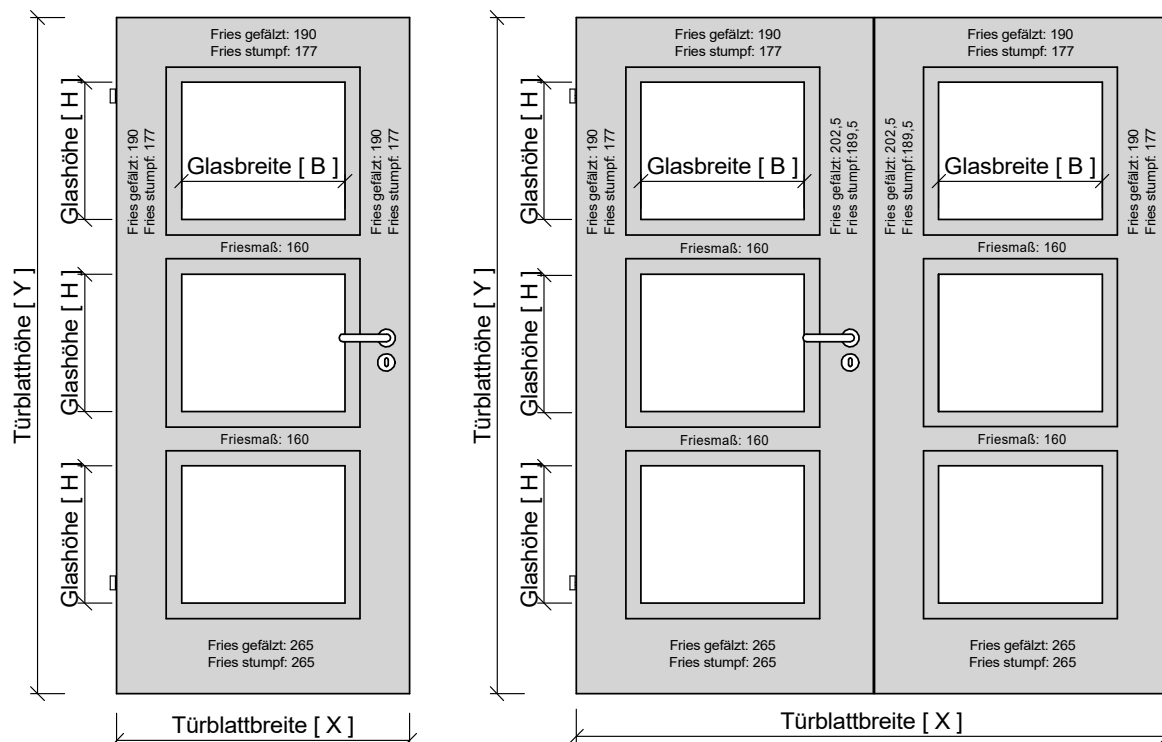 Fries gefälzt: 190
Fries stumpf: 177
Glashöhe [ H ]
Fries gefälzt: 190
Fries stumpf: 177
Glasbreite [ B ]
Fries gefälzt: 190
Fries stumpf: 177
Friesmaß: 160
Türblatthöhe [ Y ]
Glashöhe [ H ]
Friesmaß: 160
Glashöhe [ H ]
Fries gefälzt: 265
Fries stumpf: 265
Türblattbreite [ X ]
Fries gefälzt: 190
Fries stumpf: 177
Fries gefälzt: 190
Fries stumpf: 177
Glashöhe [ H ]
Fries gefälzt: 190
Fries stumpf: 177
Glasbreite [ B ]
Fries gefälzt: 202,5
Fries stumpf:189,5
Fries gefälzt: 202,5
Fries stumpf:189,5
Glasbreite [ B ]
Fries gefälzt: 190
Fries stumpf: 177
Friesmaß: 160
Friesmaß: 160
Türblatthöhe [ Y ]
Glashöhe [ H ]
Friesmaß: 160
Friesmaß: 160
Glashöhe [ H ]
Fries gefälzt: 265
Fries stumpf: 265
Fries gefälzt: 265
Fries stumpf: 265
Türblattbreite [ X ]